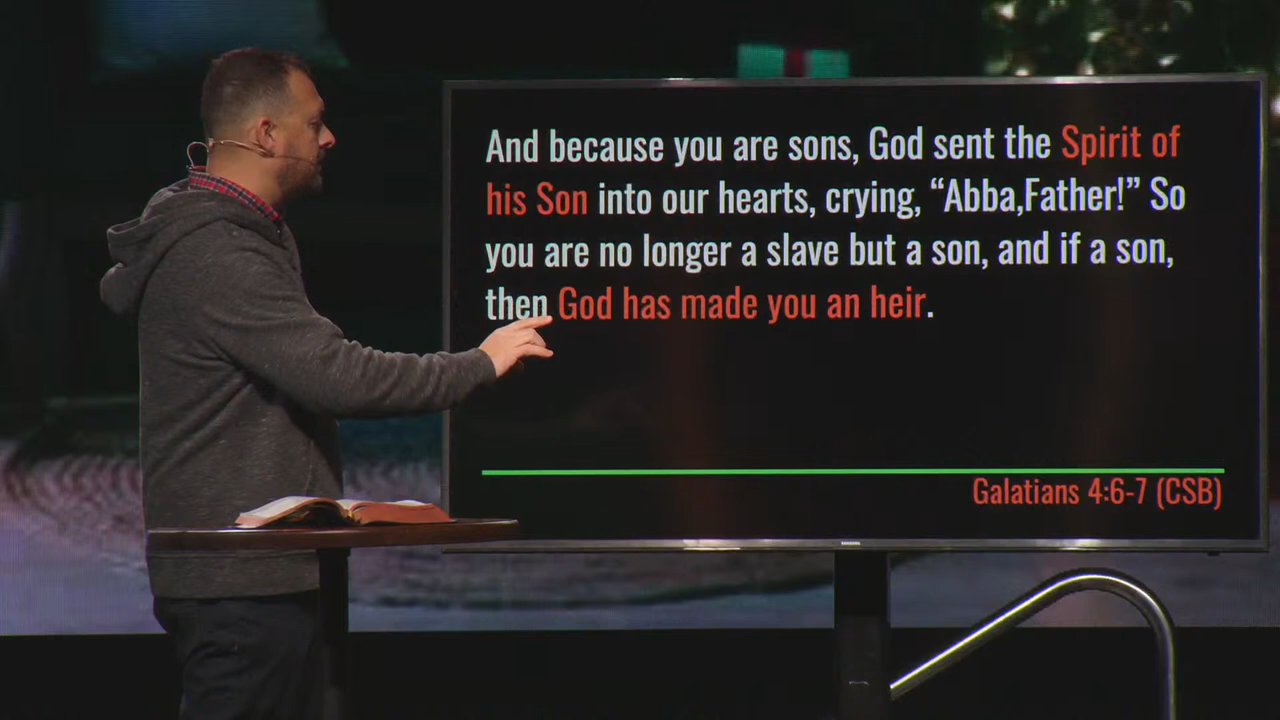 And because you are sons, God sent the Spirit of
his Son into our hearts, crying, “Abba,Father!” So
you are no longer a slave but a son, and if a son,
then God has made you an heir.
Galatians 4:6-7 (CSB)
SAMSUNG